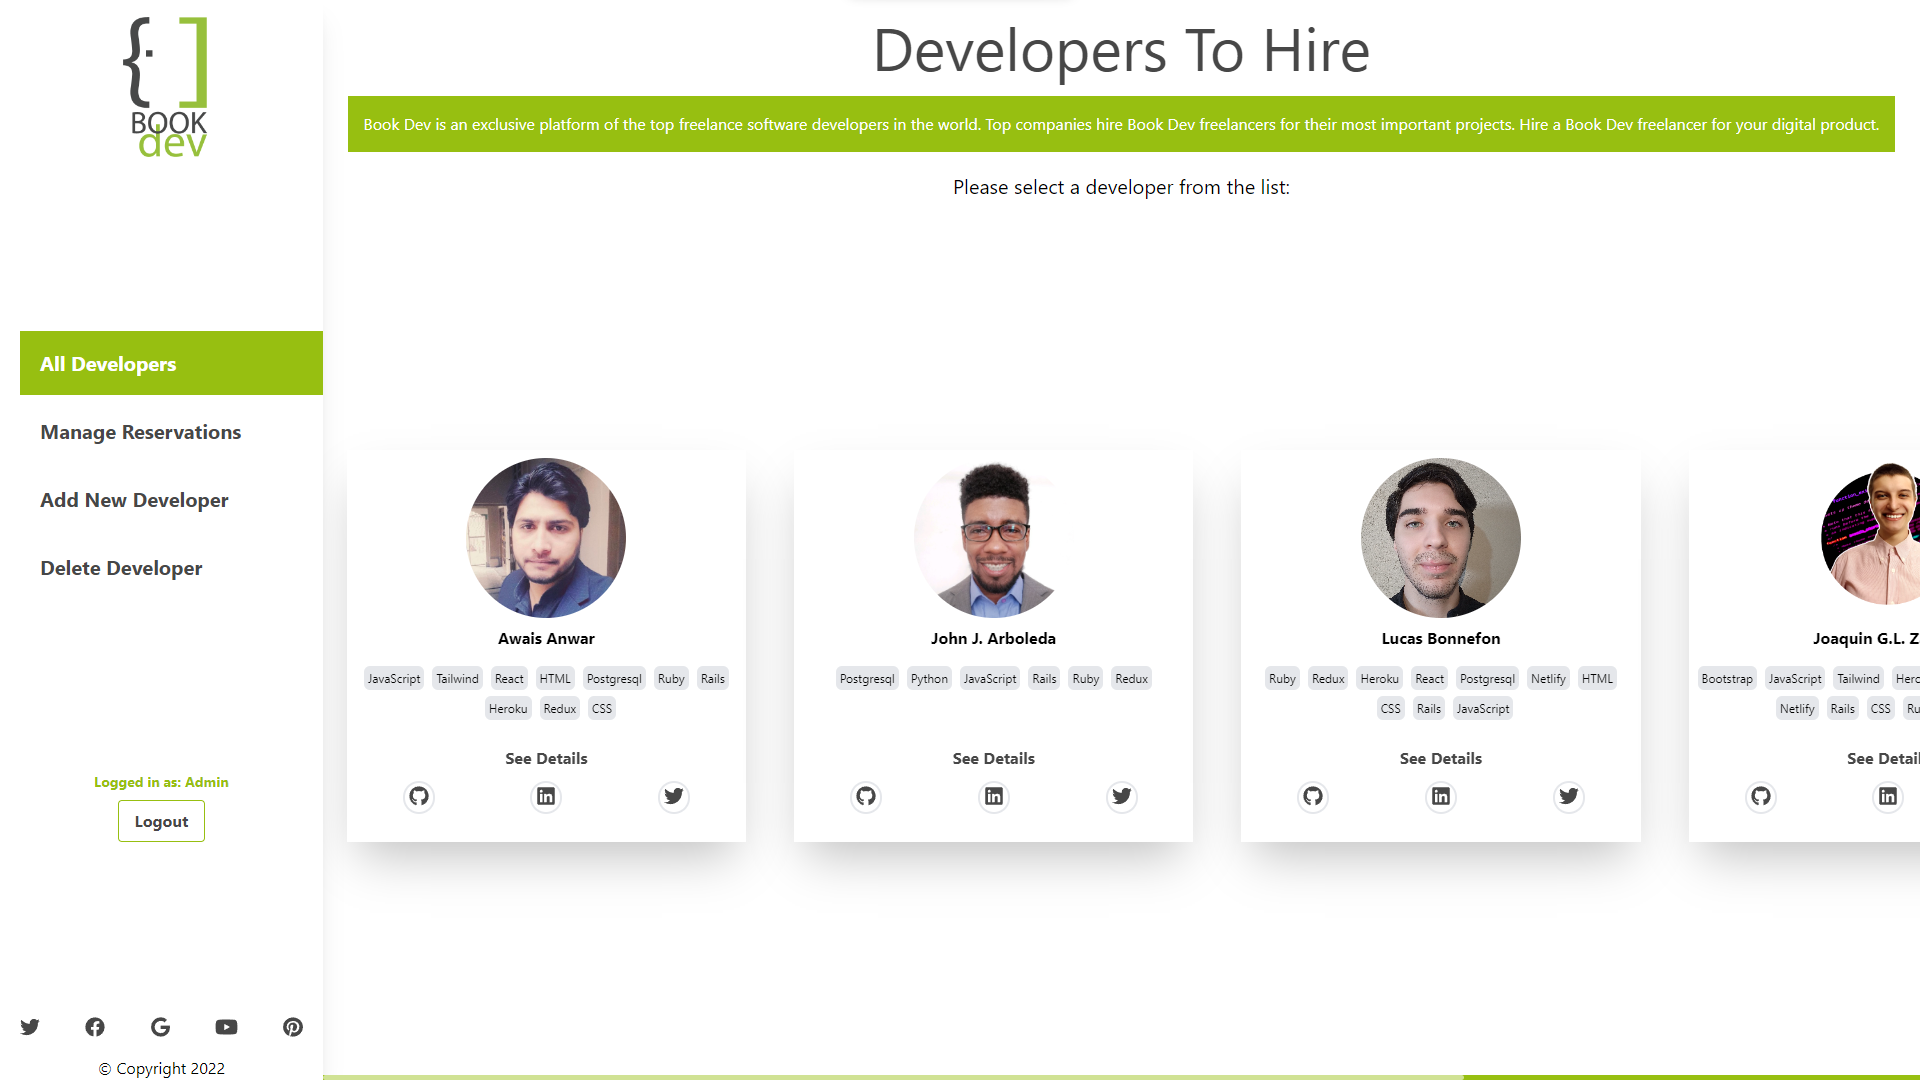 BOOK
dev
All Developers
Manage Reservations
Add New Developer
Delete Developer
Logged in as: Admin
Logout
© Copyright 2022
Developers To Hire
Book Dev is an exclusive platform of the top freelance software developers in the world. Top companies hire Book Dev freelancers for their most important projects. Hire a Book Dev freelancer for your digital product.
Please select a developer from the list:
Awais Anwar
JavaScript Tailwind React HTML Postgresql Ruby Rails
Heroku Redux CSS
See Details
John J. Arboleda
Postgresql Python JavaScript Rails Ruby Redux
See Details
Lucas Bonnefon
Ruby Redux Heroku React Postgresql Netlify HTML
CSS Rails JavaScript
See Details
Joaquin G.L. Z
Bootstrap JavaScript Tailwind Hero
Netlify Rails CSS Ru
See Detail